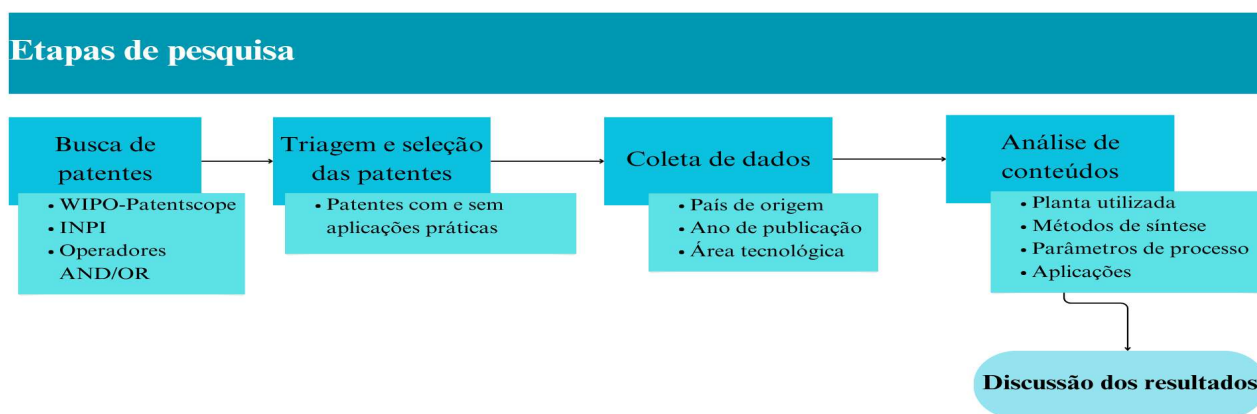 Etapas de pesquisa
Busca de
patentes
• WIPO-Patentscope
• INPI
• Operadores
AND/OR
Triagem e seleção
das patentes
• Patentes com e sem
aplicações práticas
Coleta de dados
• País de origem
• Ano de publicação
• Área tecnológica
Análise de
conteúdos
• Planta utilizada
• Métodos de síntese
• Parâmetros de processo
• Aplicações
Discussão dos resultados